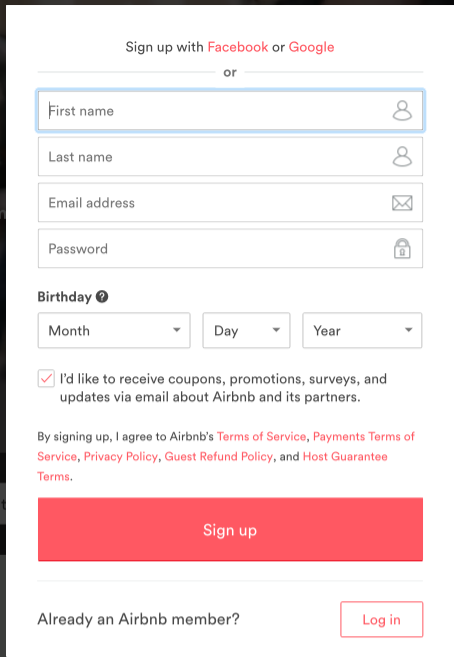 Sign up with Facebook or Google
or
First name
Last name
Email address
Password
Birthday ?
Month Day Year
I'd like to receive coupons, promotions, surveys, and
updates via email about Airbnb and its partners.
By signing up, I agree to Airbnb's Terms of Service, Payments Terms of
Service, Privacy Policy, Guest Refund Policy, and Host Guarantee
Terms.
Sign up
Already an Airbnb member? Log in